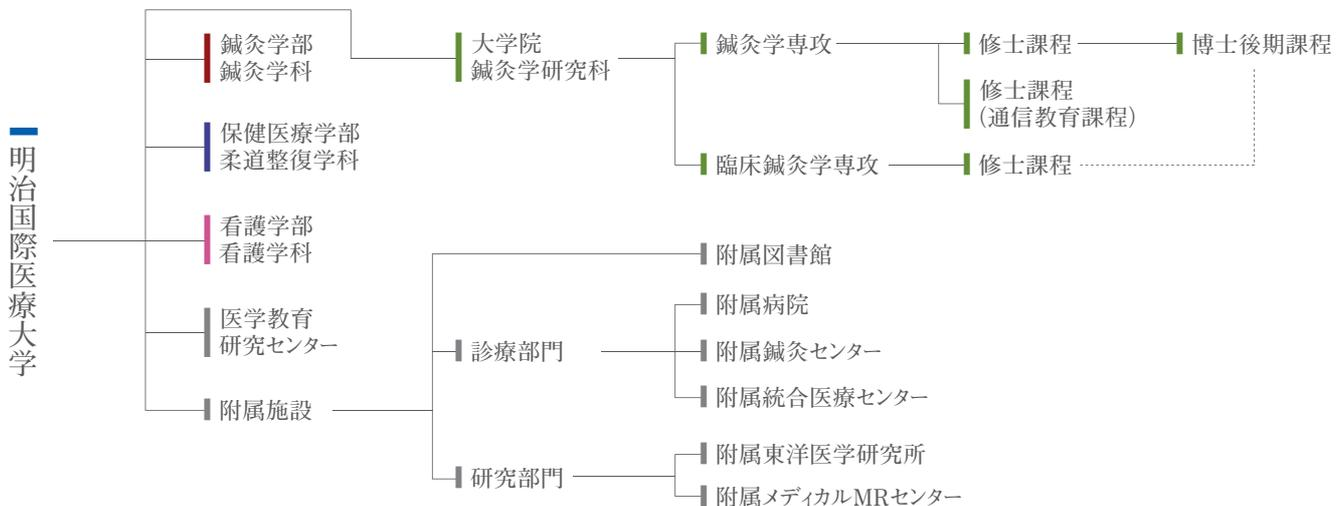 明治国際医療大学
鍼灸学部
鍼灸学科
保健医療学部
柔道整復学科
看護学部
看護学科
医学教育
研究センター
附属施設
大学院
鍼灸学研究科
鍼灸学専攻
修士課程
博士後期課程
修士課程
(通信教育課程)
臨床鍼灸学専攻
修士課程
附属図書館
診療部門
附属病院
附属鍼灸センター
附属統合医療センター
研究部門
附属東洋医学研究所
附属メディカルMRセンター